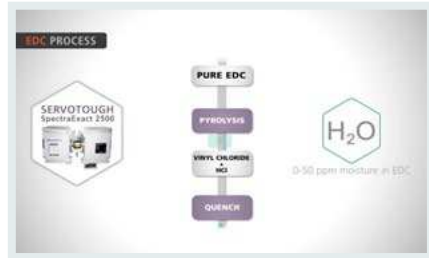 EDC PROCESS
SERVOTOUGH
SpectraExact 2500
PURE EDC
PYROLYSIS
VINYL CHLORIDE
+
HCl
QUENCH
H₂O
0-50 ppm moisture in EDC